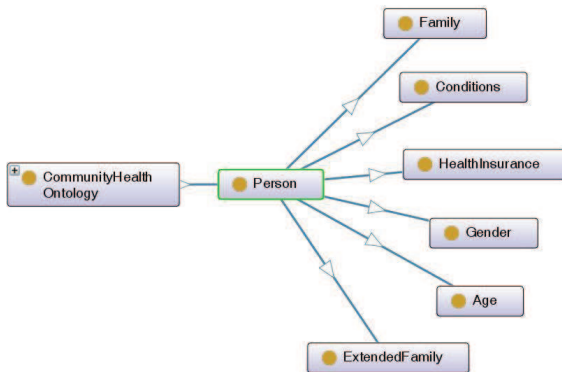 Family
Conditions
HealthInsurance
CommunityHealth
Ontology
Person
Gender
Age
ExtendedFamily